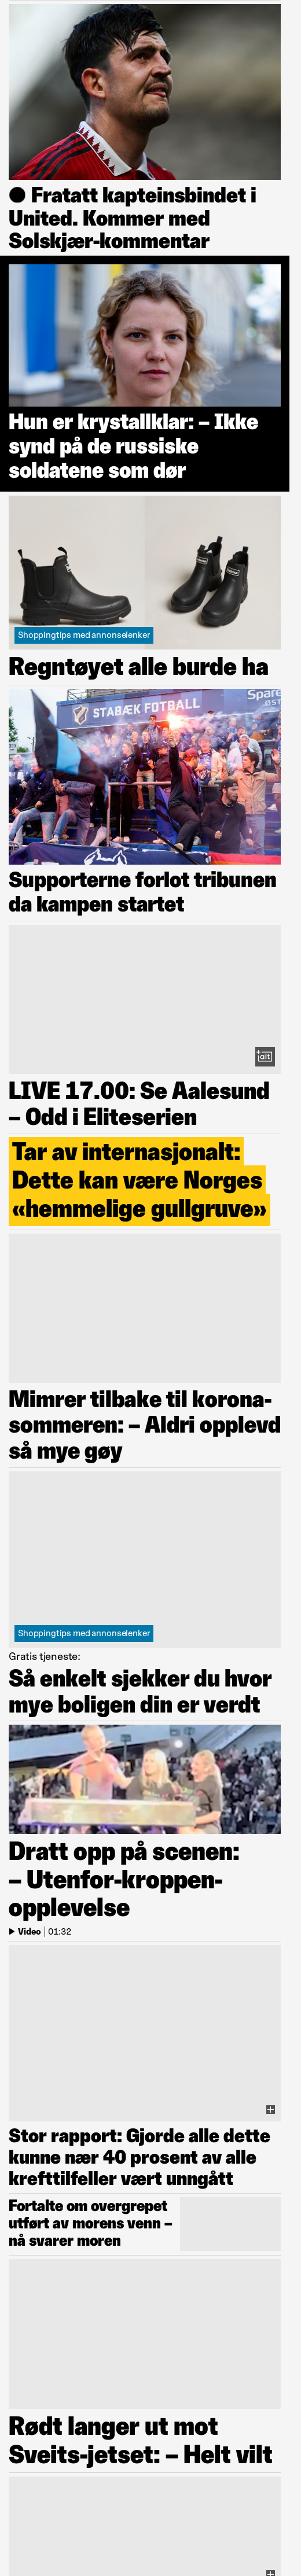 ● Fratatt kapteinsbindet i
United. Kommer med
Solskjær-kommentar
Hun er krystallklar: – Ikke
synd på de russiske
soldatene som dør
Shoppingtips med annonselenker
Regntøyet alle burde ha
STABÆK FOTBALL
Spare
ØST
Supporterne forlot tribunen
da kampen startet
alt
LIVE 17.00: Se Aalesund
– Odd i Eliteserien
Tar av internasjonalt:
Dette kan være Norges
«hemmelige gullgruve»
Mimrer tilbake til korona-
sommeren: – Aldri opplevd
så mye gøy
Shoppingtips med annonselenker
Gratis tjeneste:
Så enkelt sjekker du hvor
mye boligen din er verdt
Dratt opp på scenen:
– Utenfor-kroppen-
opplevelse
Video | 01:32
Stor rapport: Gjorde alle dette
kunne nær 40 prosent av alle
krefttilfeller vært unngått
Fortalte om overgrepet
utført av morens venn –
nå svarer moren
Rødt langer ut mot
Sveits-jetset: – Helt vilt